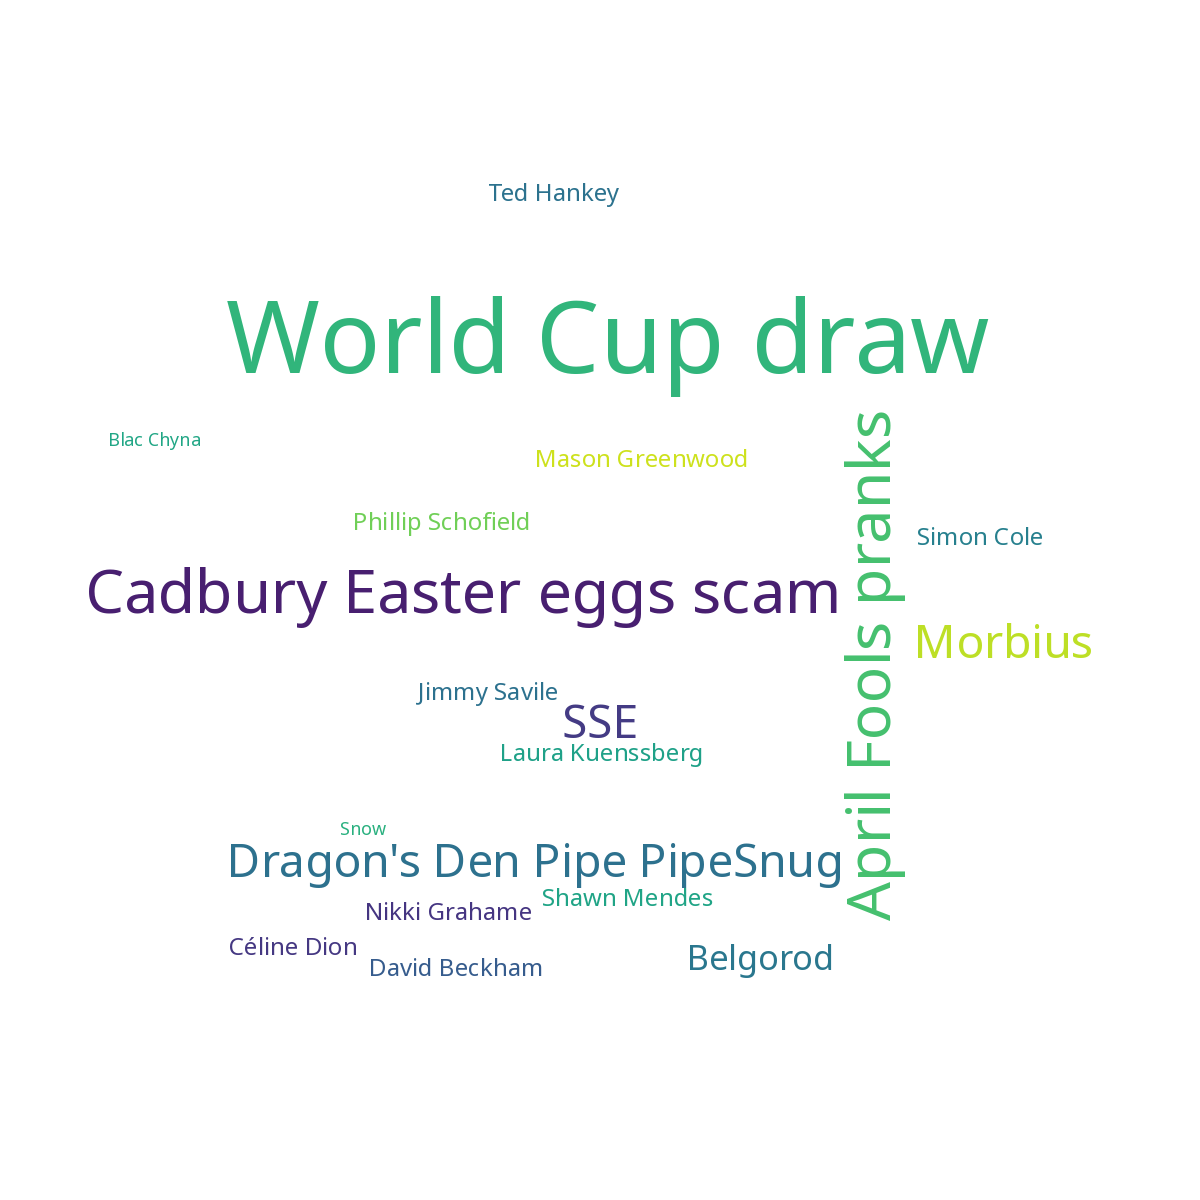 Ted Hankey
World Cup draw
Blac Chyna
Mason Greenwood
April Fools pranks
Phillip Schofield
Simon Cole
Cadbury Easter eggs scam
Morbius
Jimmy Savile
SSE
Laura Kuenssberg
Snow
Dragon's Den Pipe PipeSnug
Shawn Mendes
Nikki Grahame
Céline Dion
Belgorod
David Beckham